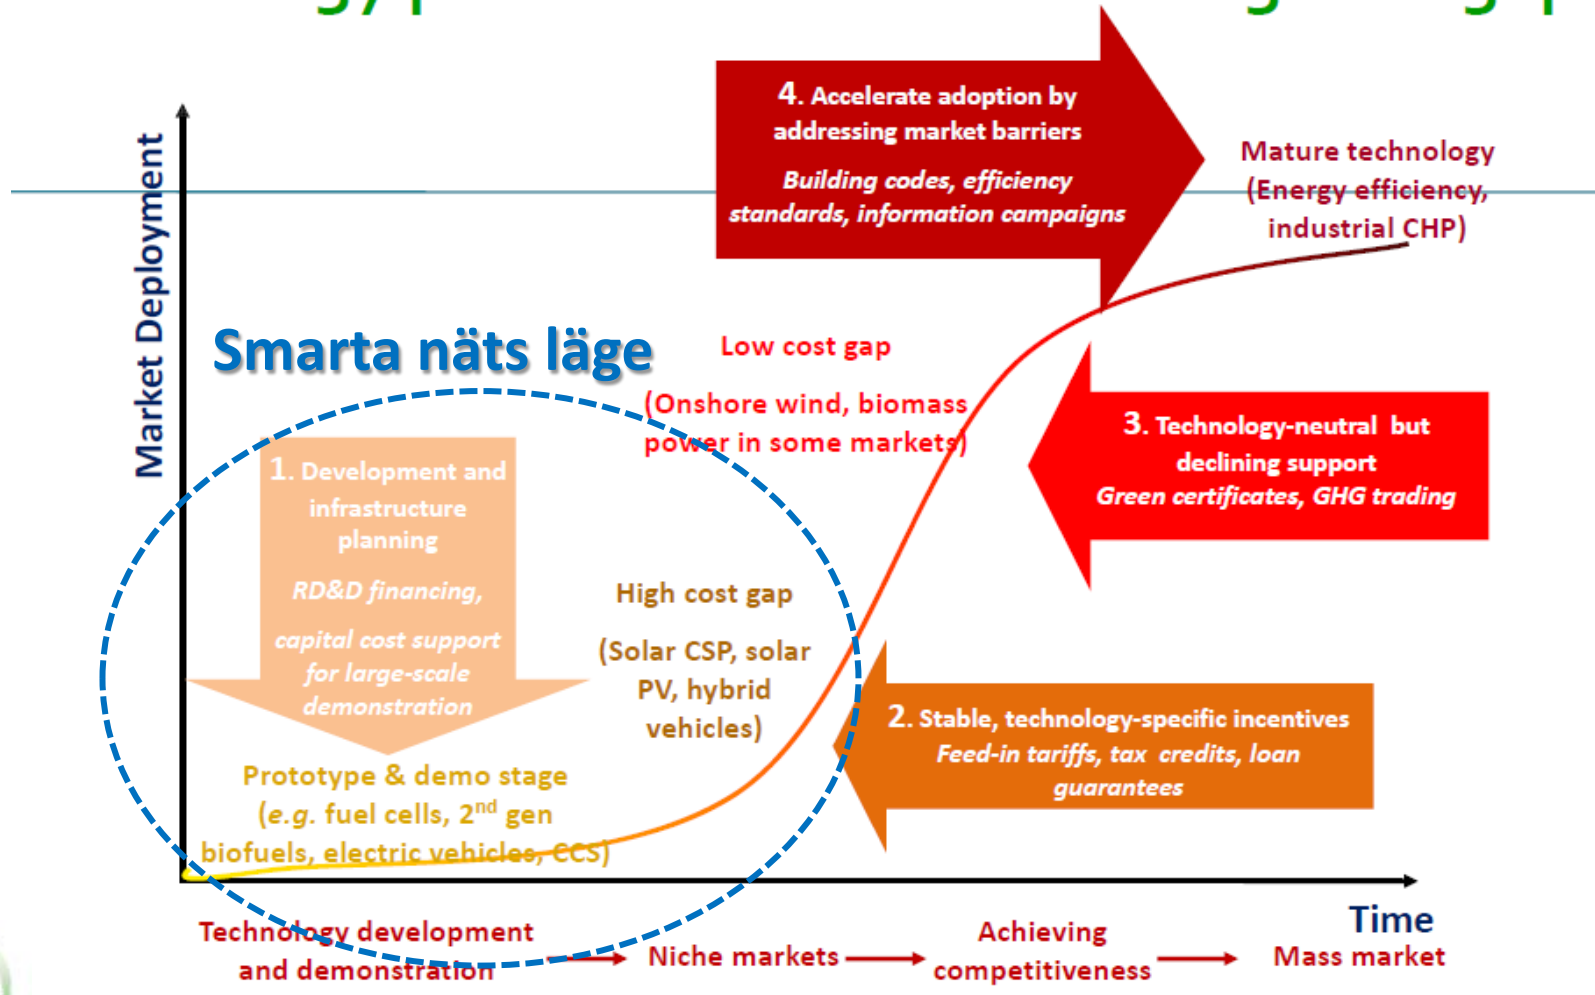 4. Accelerate adoption by
addressing market barriers
Building codes, efficiency
standards, information campaigns
Mature technology
(Energy efficiency,
industrial CHP)
Market Deployment
Smarta näts läge
Low cost gap
(Onshore wind, biomass
power in some markets)
3. Technology-neutral but
declining support
Green certificates, GHG trading
1. Development and
infrastructure
planning
RD&D financing,
capital cost support
for large-scale
demonstration
High cost gap
(Solar CSP, solar
PV, hybrid
vehicles)
2. Stable, technology-specific incentives
Feed-in tariffs, tax credits, loan
guarantees
Prototype & demo stage
(e.g. fuel cells, 2nd gen
biofuels, electric vehicles, CCS)
Time
Technology development
and demonstration
Niche markets
Achieving
competitiveness
Mass market